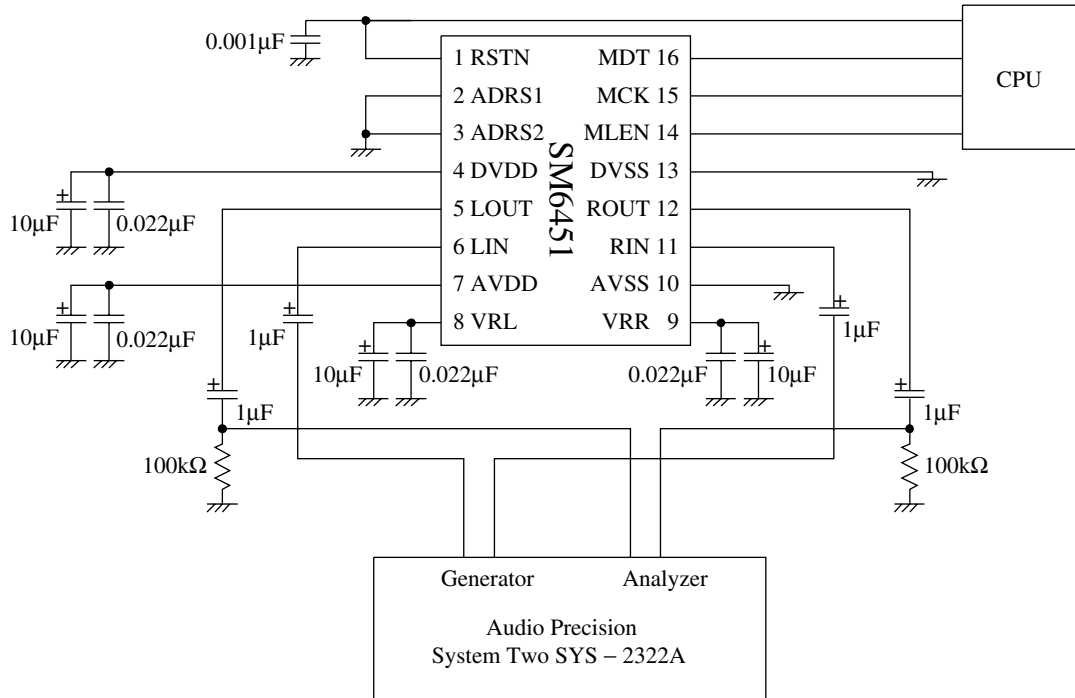 0.001μF
1 RSTN
MDT 16
CPU
2 ADRS1
MCK 15
3 ADRS2
MLEN 14
SM6451
4 DVDD
DVSS 13
+
10μF
0.022μF
5 LOUT
ROUT 12
6 LIN
RIN 11
7 AVDD
AVSS 10
+
10μF
0.022μF
+
1μF
+
1μF
8 VRL
VRR 9
+
10μF
0.022μF
0.022μF
+
10μF
+
1μF
+
1μF
100kΩ
100kΩ
Generator
Analyzer
Audio Precision
System Two SYS – 2322A